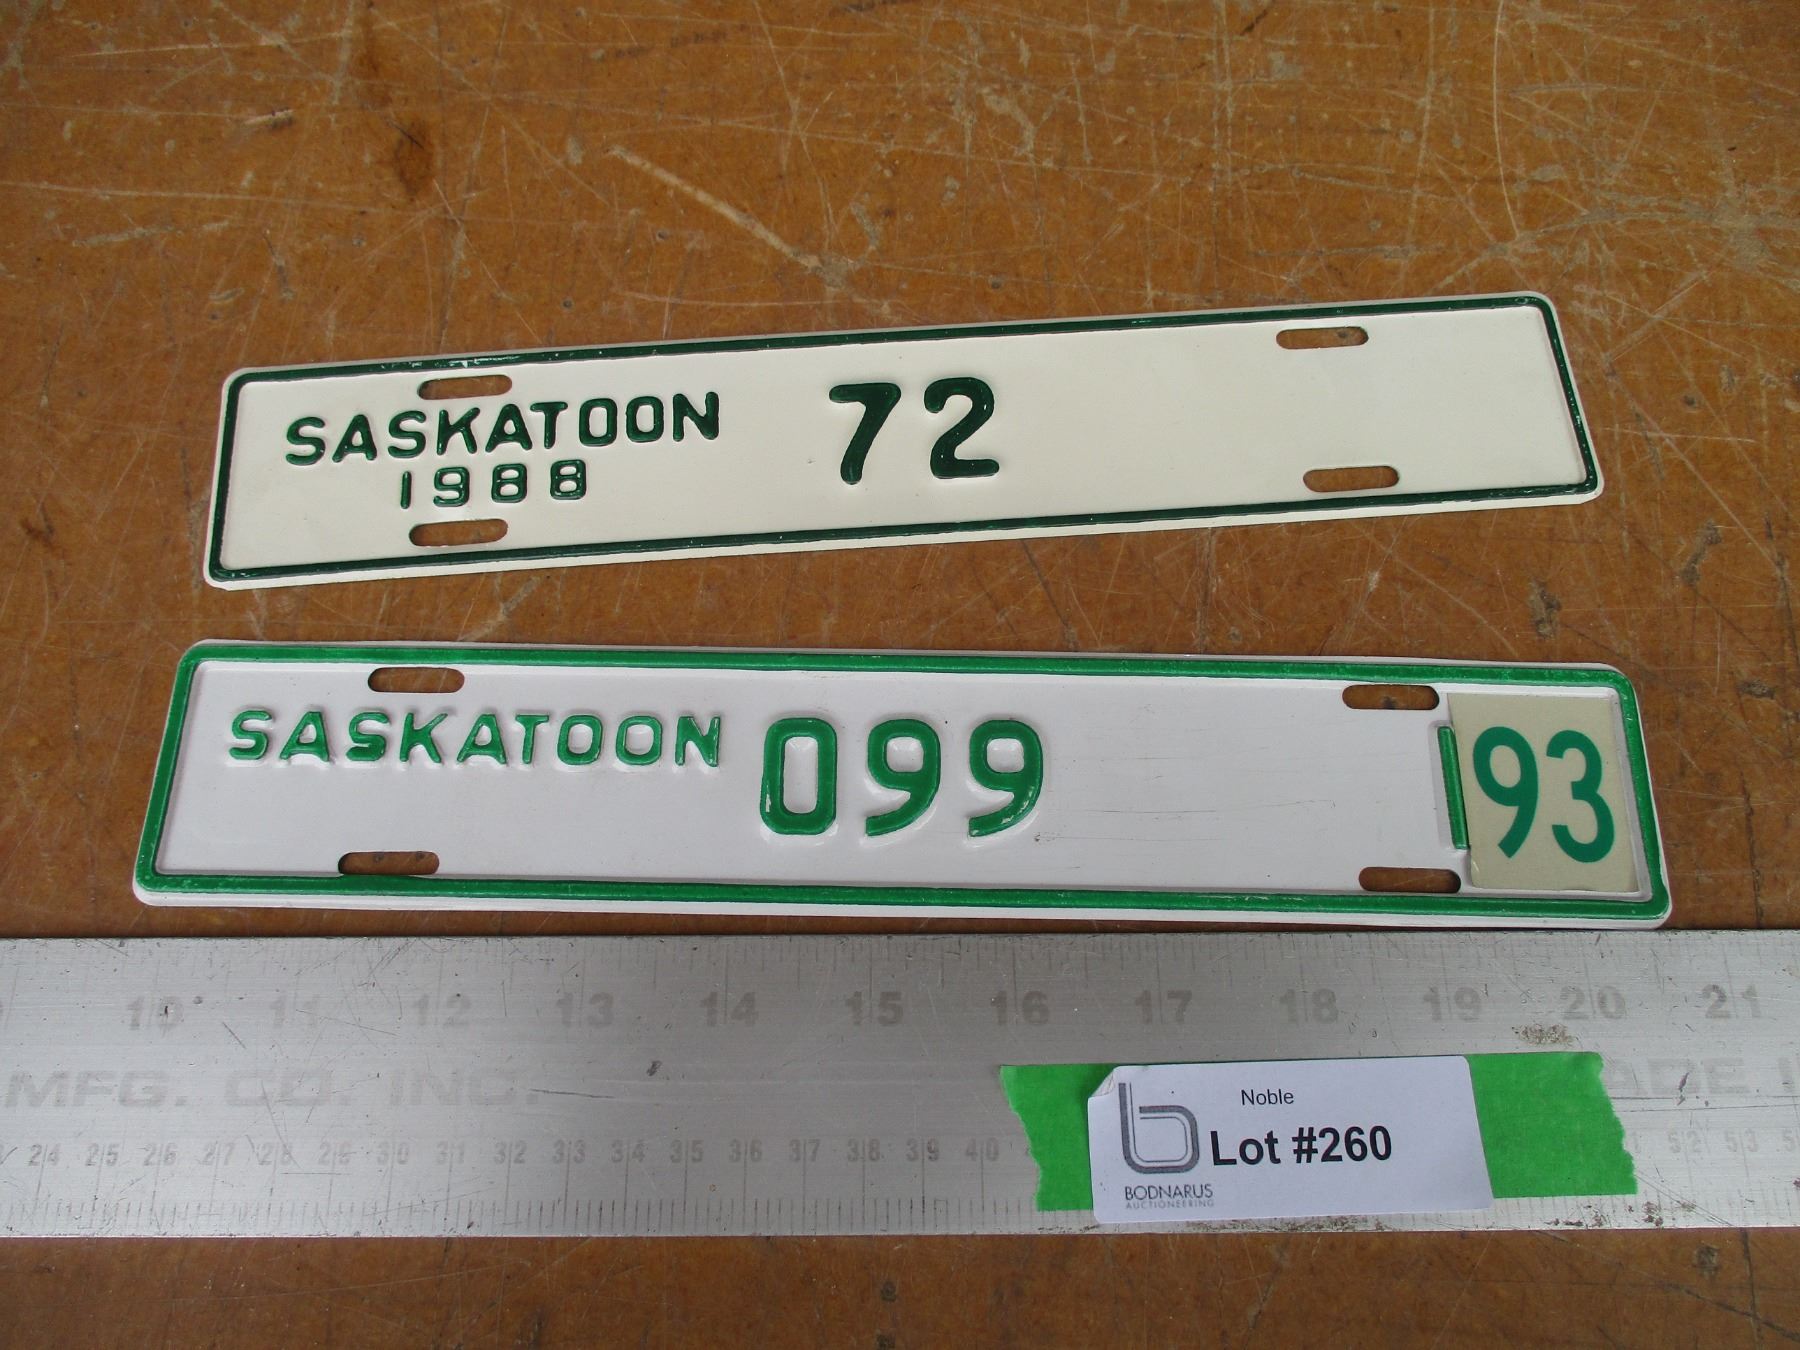 SASKATOON 72
1988
SASKATOON 099 93
10 11 12 13 14 15 16 17 18 19 20 21
MFG. CO. INC.
24 25 26 27 28 29 30 31 32 33 34 35 36 37 38 39 40 52 53
Noble
Lot #260
BODNARUS
AUCTIONEERING